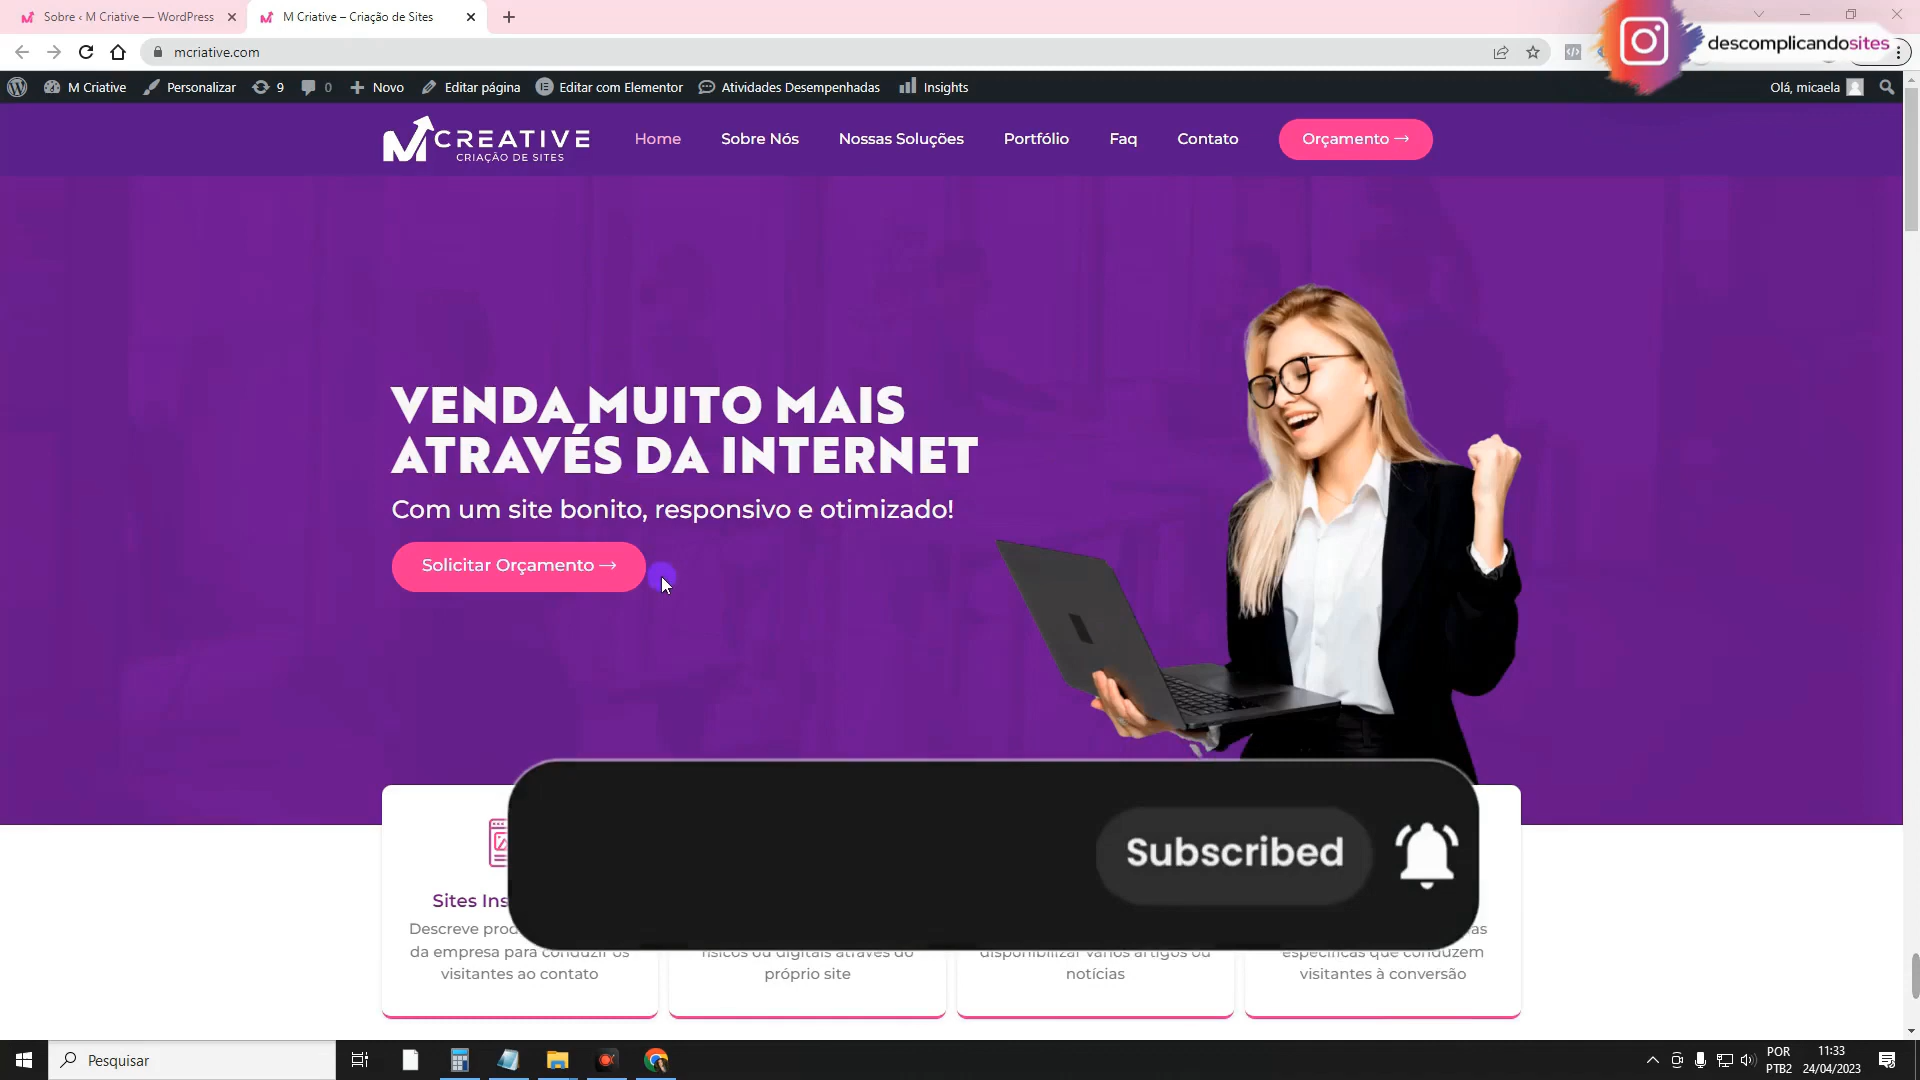 Sobre ‹ M Criative — WordPress
M Criative – Criação de Sites
mcriative.com
descomplicandosites
M Criative
Personalizar
9
0
Novo
Editar página
Editar com Elementor
Atividades Desempenhadas
Insights
Olá, micaela
CREATIVE
CRIAÇÃO DE SITES
Home
Sobre Nós
Nossas Soluções
Portfólio
Faq
Contato
Orçamento →
VENDA MUITO MAIS
ATRAVÉS DA INTERNET
Com um site bonito, responsivo e otimizado!
Solicitar Orçamento →
Subscribed
Sites Ins
Descreve prod
da empresa para conduzir os
visitantes ao contato
físicos ou digitais através do
próprio site
disponibilizar vários artigos ou
notícias
as
específicas que conduzem
visitantes à conversão
Pesquisar
POR
PTB2
11:33
24/04/2023